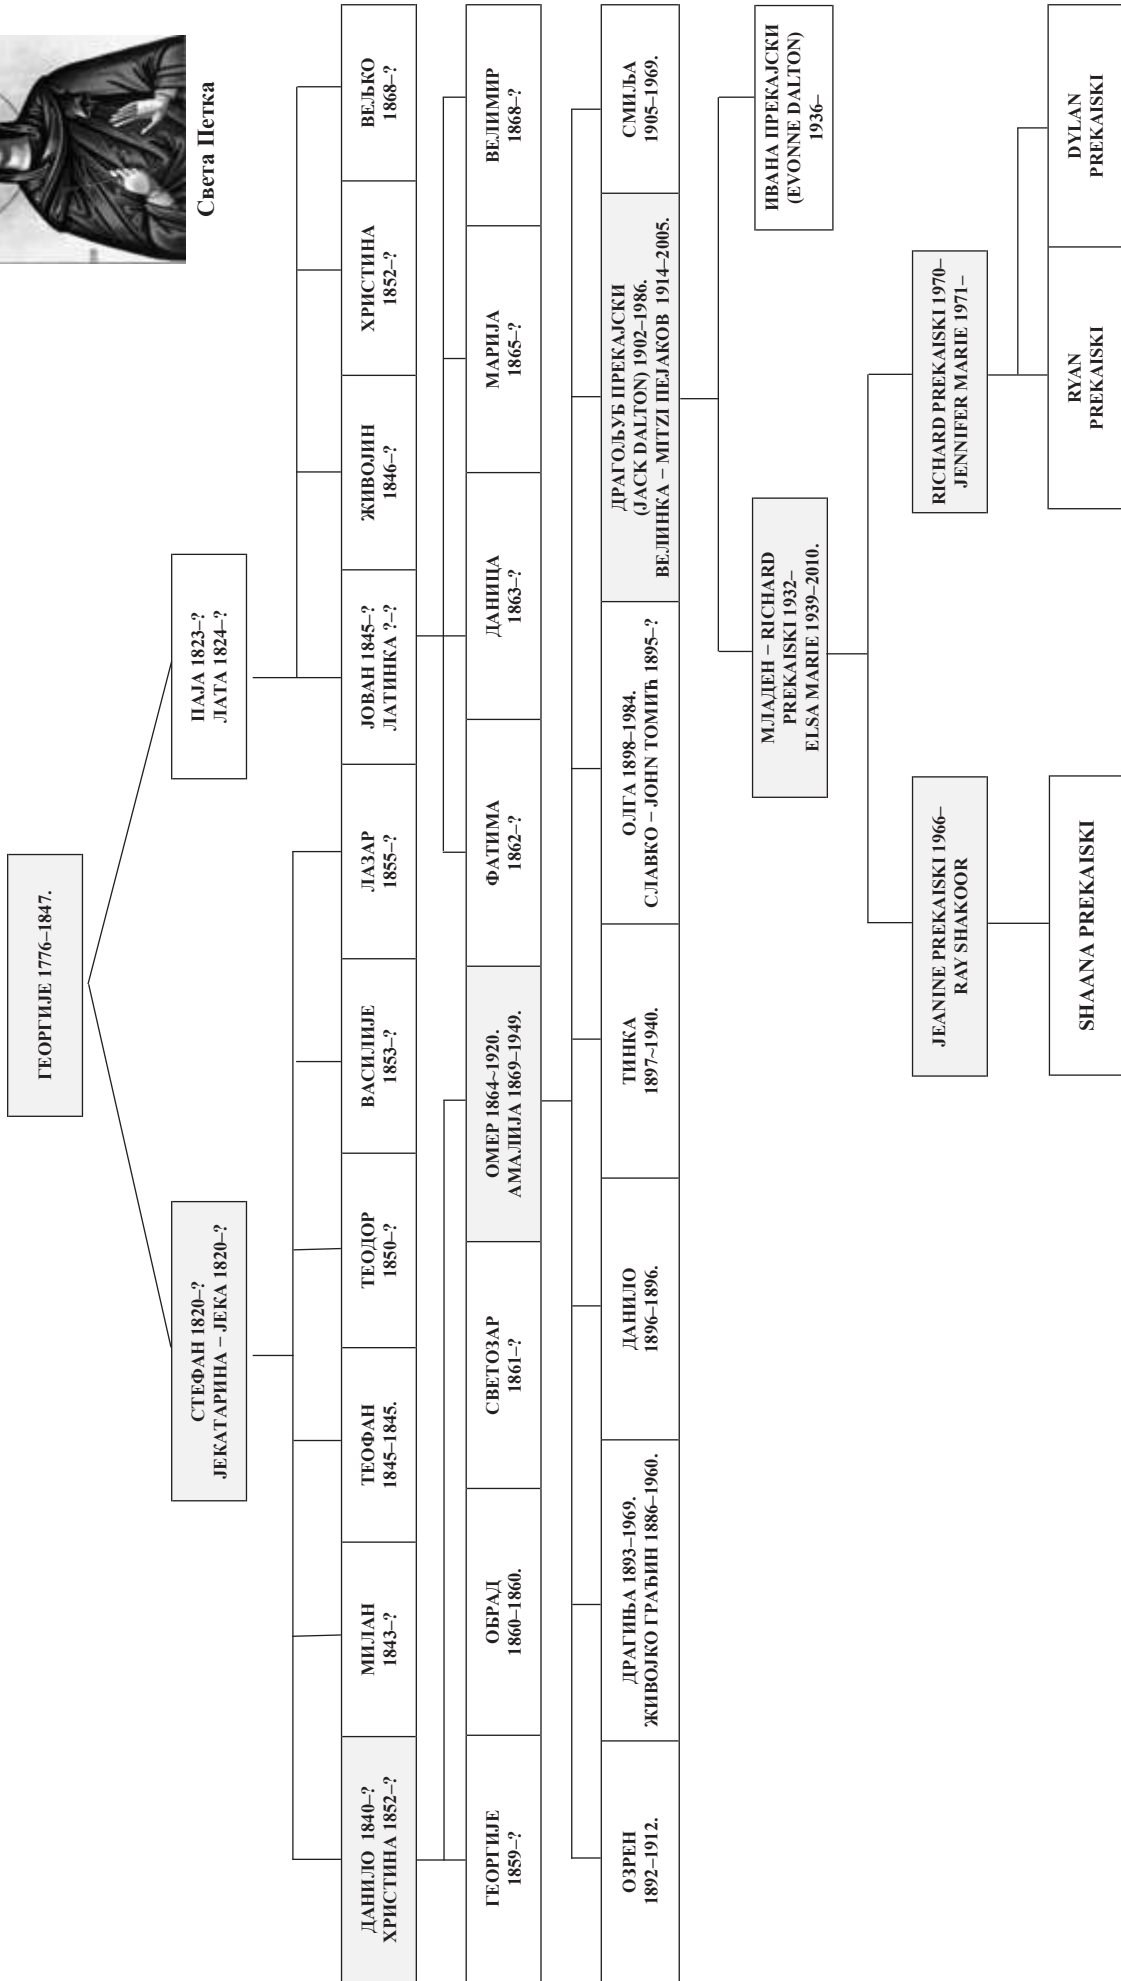 Света Петка
ГЕОРГИЈЕ 1776–1847.
СТЕФАН 1820–?
ЈЕКАТАРИНА – ЈЕКА 1820–?
ПАЈА 1823–?
ЛАТА 1824–?
ДАНИЛО 1840–?
ХРИСТИНА 1852–?
МИЛАН
1843–?
ТЕОФАН
1845–1845.
ТЕОДОР
1850–?
ВАСИЛИЈЕ
1853–?
ЛАЗАР
1855–?
ЈОВАН 1845–?
ЛАТИНКА ?–?
ЖИВОЈИН
1846–?
ХРИСТИНА
1852–?
ВЕЉКО
1868–?
ГЕОРГИЈЕ
1859–?
ОБРАД
1860–1860.
СВЕТОЗАР
1861–?
ОМЕР 1864~1920.
АМАЛИЈА 1869–1949.
ФАТИМА
1862–?
ДАНИЦА
1863–?
МАРИЈА
1865–?
ВЕЛИМИР
1868–?
ОЗРЕН
1892–1912.
ДРАГИЊА 1893–1969.
ЖИВОЈКО ГРАЂИН 1886–1960.
ДАНИЛО
1896–1896.
ТИНКА
1897~1940.
ОЛГА 1898–1984.
СЛАВКО – JOHN ТОМИЋ 1895–?
ДРАГОЉУБ ПРЕКАЈСКИ
(JACK DALTON) 1902–1986.
ВЕЛИНКА – MITZI ПЕЈАКОВ 1914–2005.
СМИЉА
1905–1969.
МЛАДЕН – RICHARD
PREKAISKI 1932–
ELSA MARIE 1939–2010.
ИВАНА ПРЕКАЈСКИ
(EVONNE DALTON)
1936–
JEANINE PREKAISKI 1966–
RAY SHAKOOR
RICHARD PREKAISKI 1970–
JENNIFER MARIE 1971–
SHAANA PREKAISKI
RYAN
PREKAISKI
DYLAN
PREKAISKI